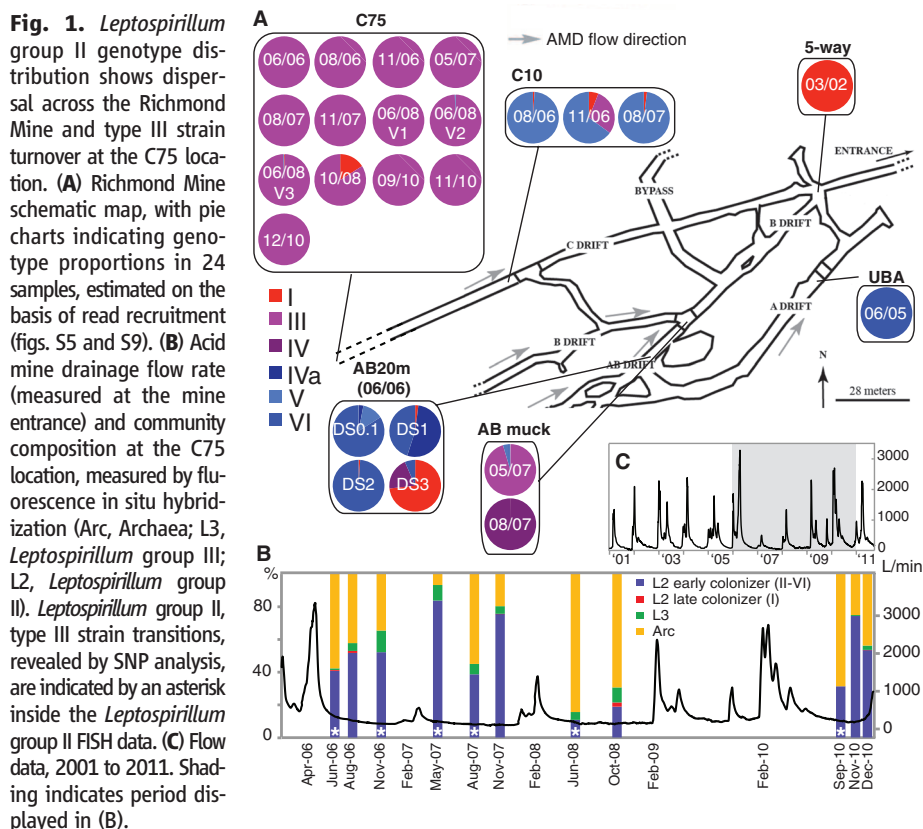 Fig. 1. Leptospirillum
group II genotype dis-
tribution shows disper-
sal across the Richmond
Mine and type III strain
turnover at the C75 loca-
tion. (A) Richmond Mine
schematic map, with pie
charts indicating geno-
type proportions in 24
samples, estimated on the
basis of read recruitment
(figs. S5 and S9). (B) Acid
mine drainage flow rate
(measured at the mine
entrance) and community
composition at the C75
location, measured by flu-
orescence in situ hybrid-
ization (Arc, Archaea; L3,
Leptospirillum group III;
L2, Leptospirillum group
II). Leptospirillum group II,
type III strain transitions,
revealed by SNP analysis,
are indicated by an asterisk
inside the Leptospirillum
group II FISH data. (C) Flow
data, 2001 to 2011. Shad-
ing indicates period dis-
played in (B).
A
C75
06/06 08/06 11/06 05/07
08/07 11/07 06/08 V1 06/08 V2
06/08 V3 10/08 09/10 11/10
12/10
AMD flow direction
C10
08/06 11/06 08/07
5-way
03/02
ENTRANCE
BYPASS
B DRIFT
C DRIFT
A DRIFT
UBA
06/05
B DRIFT
AB DRIFT
N
28 meters
I
III
IV
IVa
V
VI
AB20m
(06/06)
DS0.1 DS1
DS2 DS3
AB muck
05/07
08/07
C
3000
2000
1000
0
'01 '03 '05 '07 '09 '11
L/min
B
%
80
40
0
L2 early colonizer (II-VI)
L2 late colonizer (I)
L3
Arc
3000
2000
1000
0
* * * * * *
Apr-06
Jun-06
Aug-06
Nov-06
Feb-07
May-07
Aug-07
Nov-07
Feb-08
Jun-08
Oct-08
Feb-09
Feb-10
Sep-10
Nov-10
Dec-10